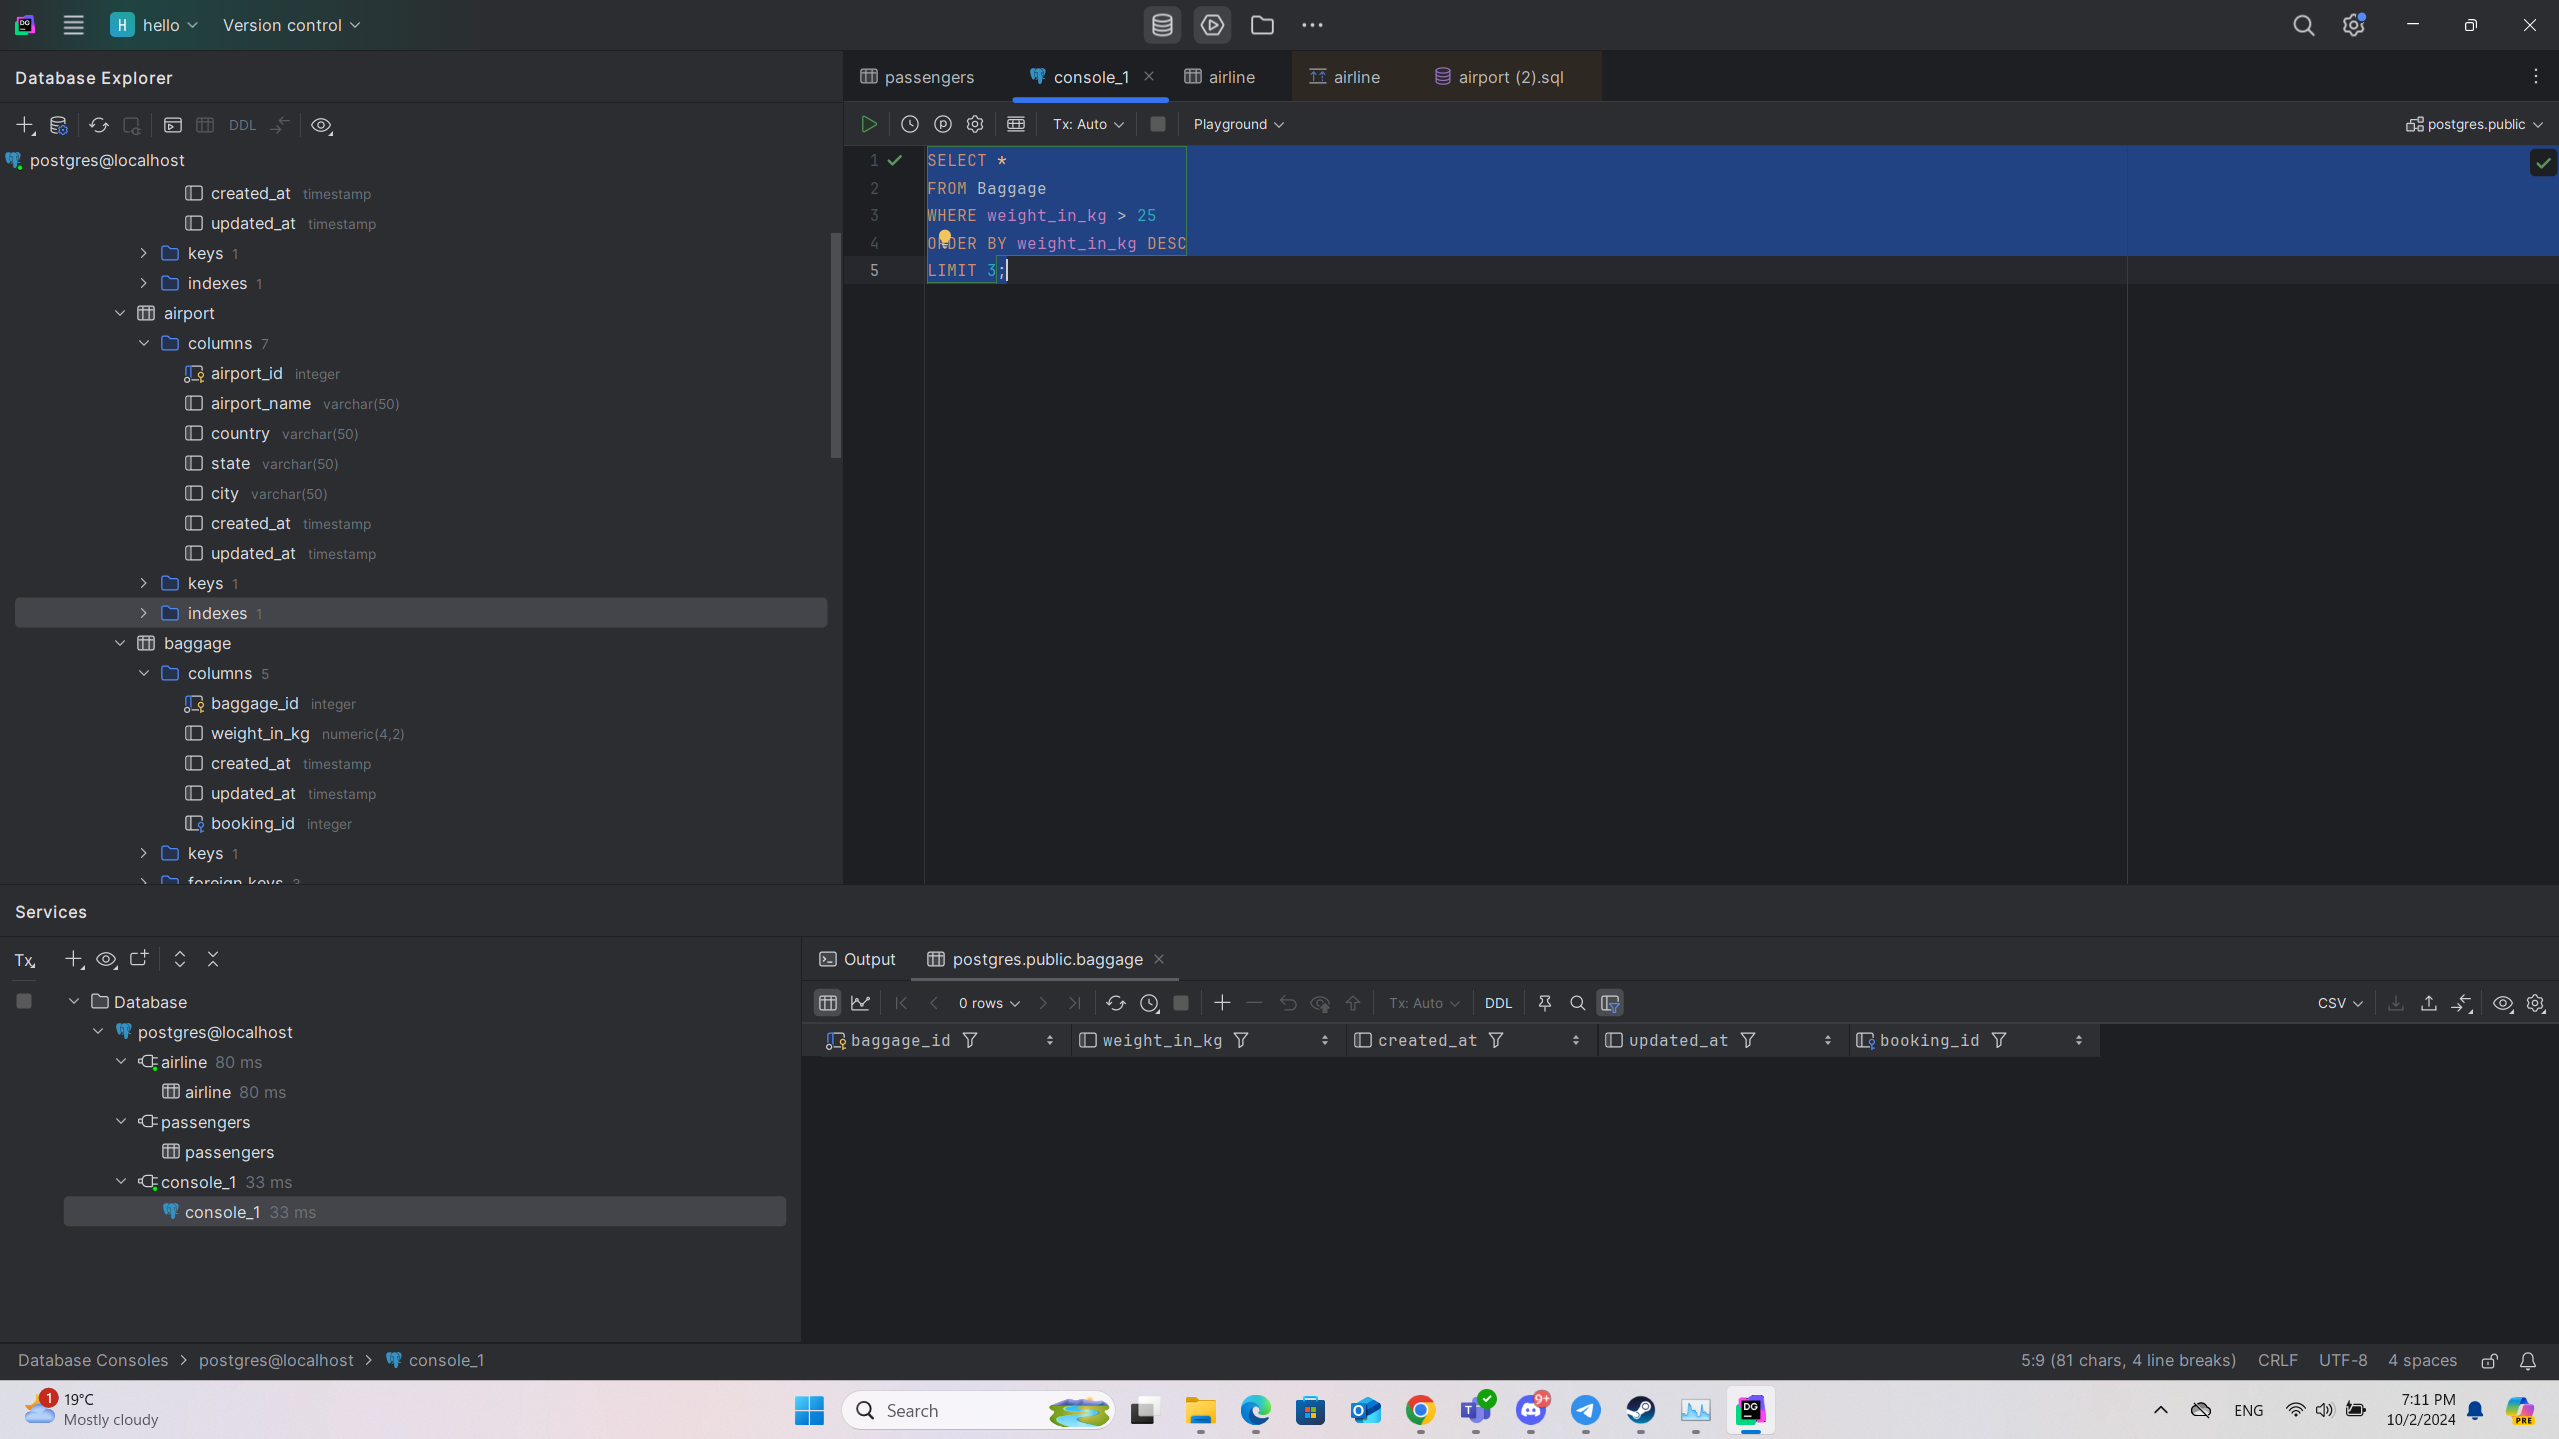 H hello Version control
Database Explorer
DDL
postgres@localhost
created_at timestamp
updated_at timestamp
keys 1
indexes 1
airport
columns 7
airport_id integer
airport_name varchar(50)
country varchar(50)
state varchar(50)
city varchar(50)
created_at timestamp
updated_at timestamp
keys 1
indexes 1
baggage
columns 5
baggage_id integer
weight_in_kg numeric(4,2)
created_at timestamp
updated_at timestamp
booking_id integer
keys 1
foreign keys
passengers console_1 airline airline airport (2).sql
Tx: Auto Playground postgres.public
1 SELECT *
2 FROM Baggage
3 WHERE weight_in_kg > 25
4 ORDER BY weight_in_kg DESC
5 LIMIT 3;
Services
Tx
Database
postgres@localhost
airline 80 ms
airline 80 ms
passengers
passengers
console_1 33 ms
console_1 33 ms
Output postgres.public.baggage
0 rows Tx: Auto DDL CSV
baggage_id weight_in_kg created_at updated_at booking_id
Database Consoles > postgres@localhost > console_1
5:9 (81 chars, 4 line breaks) CRLF UTF-8 4 spaces
1
19°C
Mostly cloudy
Search
9+
DG
ENG
7:11 PM
10/2/2024
PRE